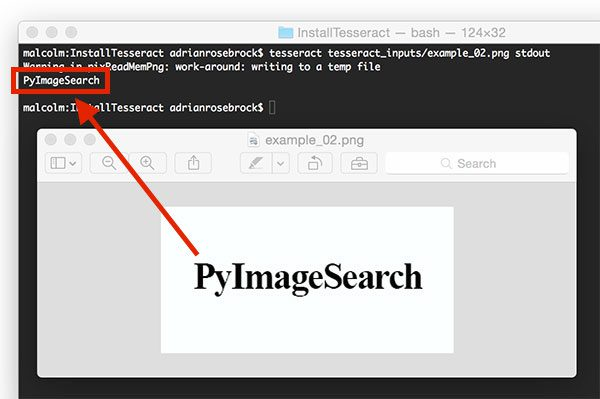 InstallTesseract — bash — 124×32
malcolm:InstallTesseract adrianrosebrock$ tesseract tesseract_inputs/example_02.png stdout
Warning in pixReadMemPng: work-around: writing to a temp file
PyImageSearch
malcolm:InstallTesseract adrianrosebrock$
example_02.png
Search
PyImageSearch